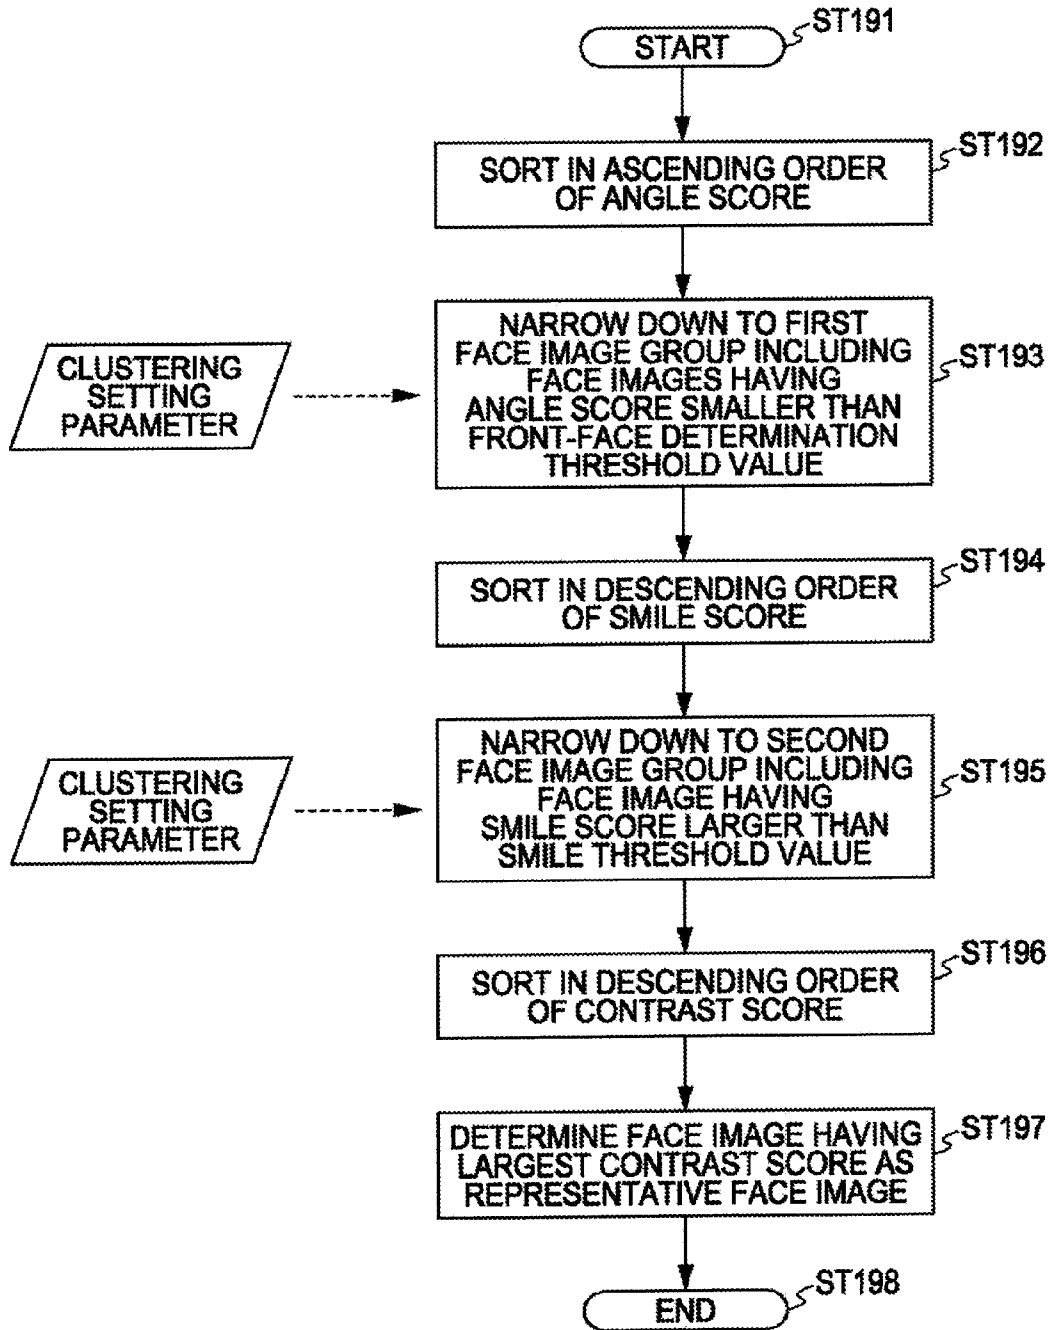 ST191
START
ST192
SORT IN ASCENDING ORDER
OF ANGLE SCORE
NARROW DOWN TO FIRST
FACE IMAGE GROUP INCLUDING
FACE IMAGES HAVING
ANGLE SCORE SMALLER THAN
FRONT-FACE DETERMINATION
THRESHOLD VALUE
ST193
CLUSTERING
SETTING
PARAMETER
ST194
SORT IN DESCENDING ORDER
OF SMILE SCORE
NARROW DOWN TO SECOND
FACE IMAGE GROUP INCLUDING
FACE IMAGE HAVING
SMILE SCORE LARGER THAN
SMILE THRESHOLD VALUE
ST195
CLUSTERING
SETTING
PARAMETER
ST196
SORT IN DESCENDING ORDER
OF CONTRAST SCORE
ST197
DETERMINE FACE IMAGE HAVING
LARGEST CONTRAST SCORE AS
REPRESENTATIVE FACE IMAGE
ST198
END